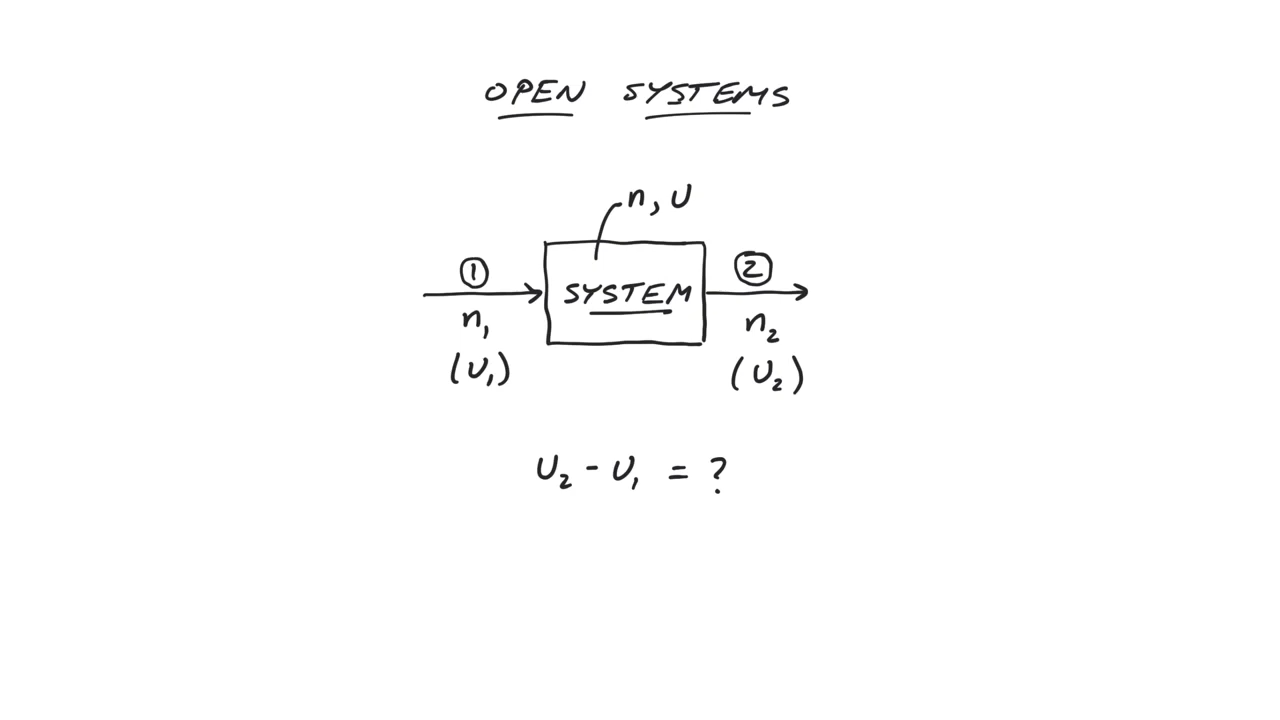 OPEN SYSTEMS
n, U
① SYSTEM ②
n₁ n₂
(U₁) (U₂)
U₂ - U₁ = ?